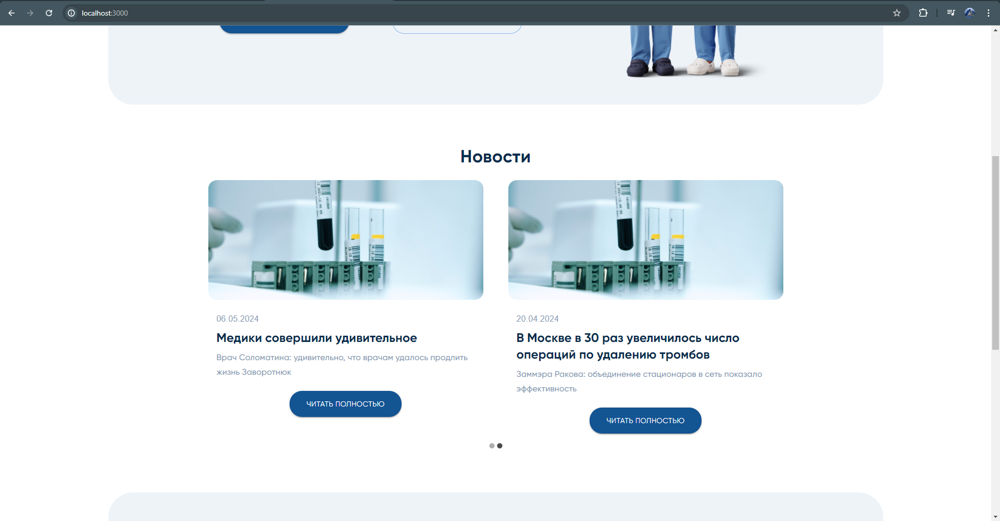 localhost:3000
Новости
06.05.2024
Медики совершили удивительное
Врач Соломатина: удивительно, что врачам удалось продлить
жизнь Заворотнюк
ЧИТАТЬ ПОЛНОСТЬЮ
20.04.2024
В Москве в 30 раз увеличилось число
операций по удалению тромбов
Заммэра Ракова: объединение стационаров в сеть показало
эффективность
ЧИТАТЬ ПОЛНОСТЬЮ